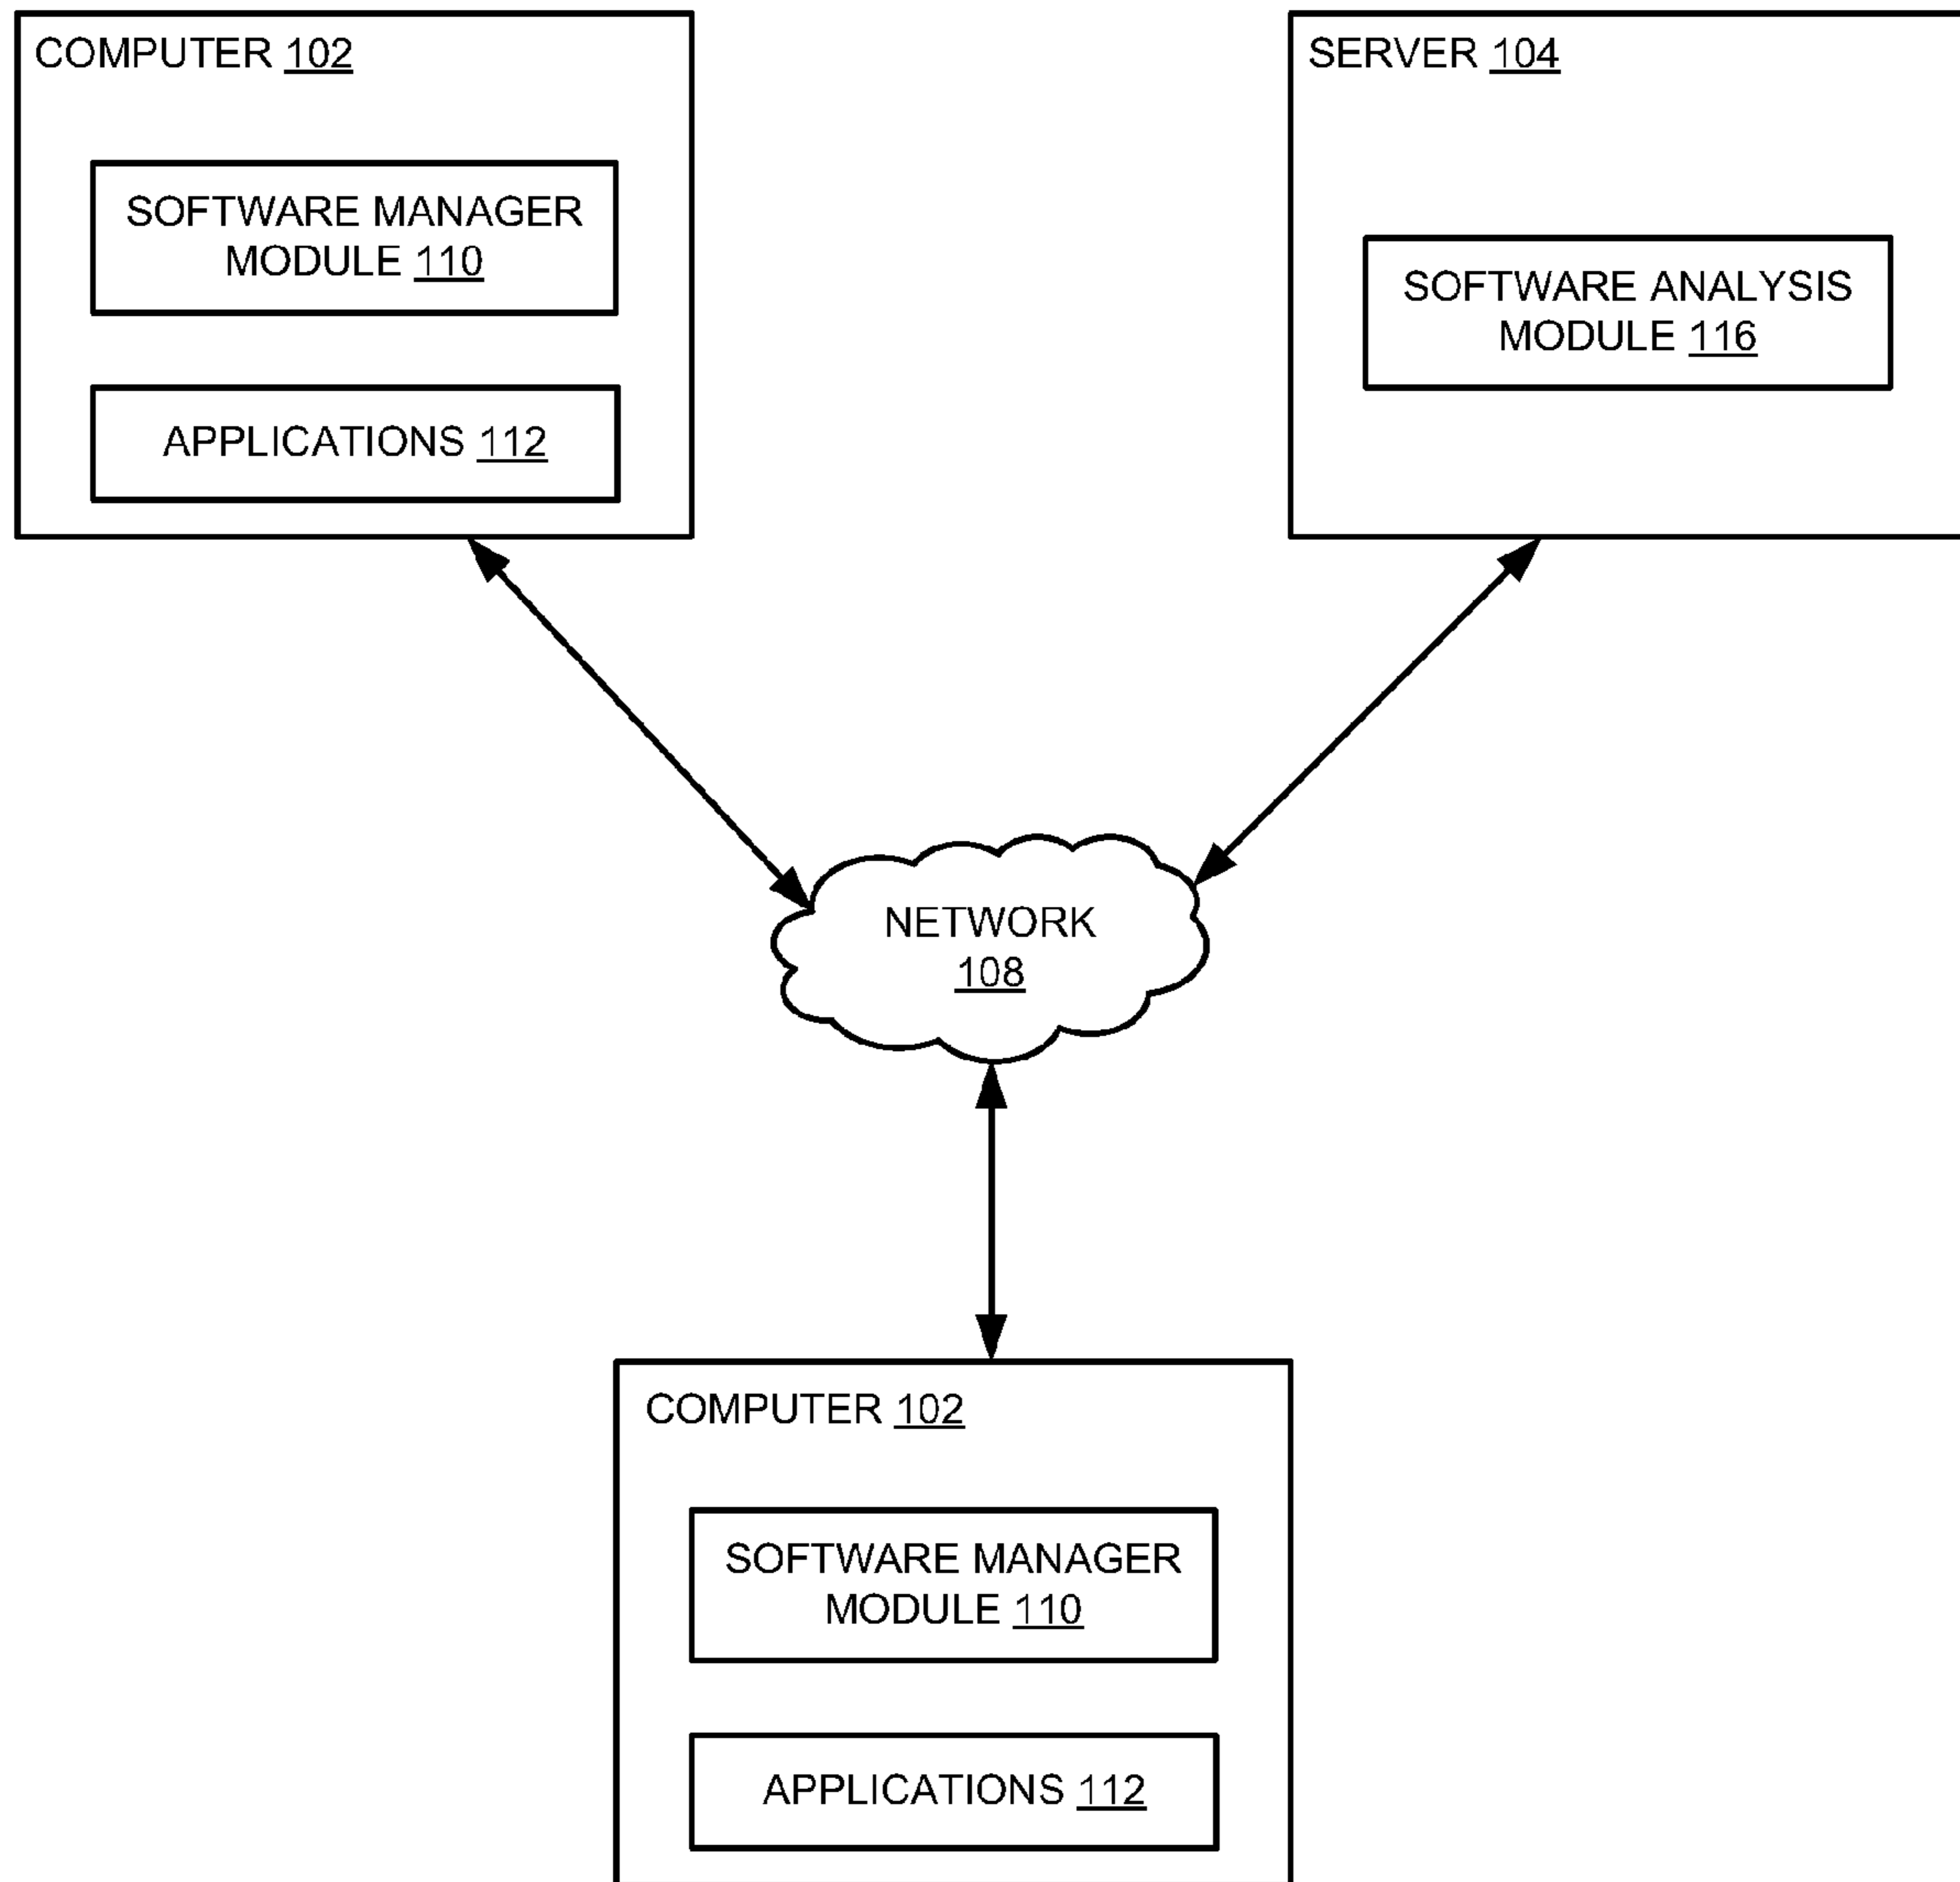 COMPUTER 102
SOFTWARE MANAGER
MODULE 110
APPLICATIONS 112
SERVER 104
SOFTWARE ANALYSIS
MODULE 116
NETWORK
108
COMPUTER 102
SOFTWARE MANAGER
MODULE 110
APPLICATIONS 112